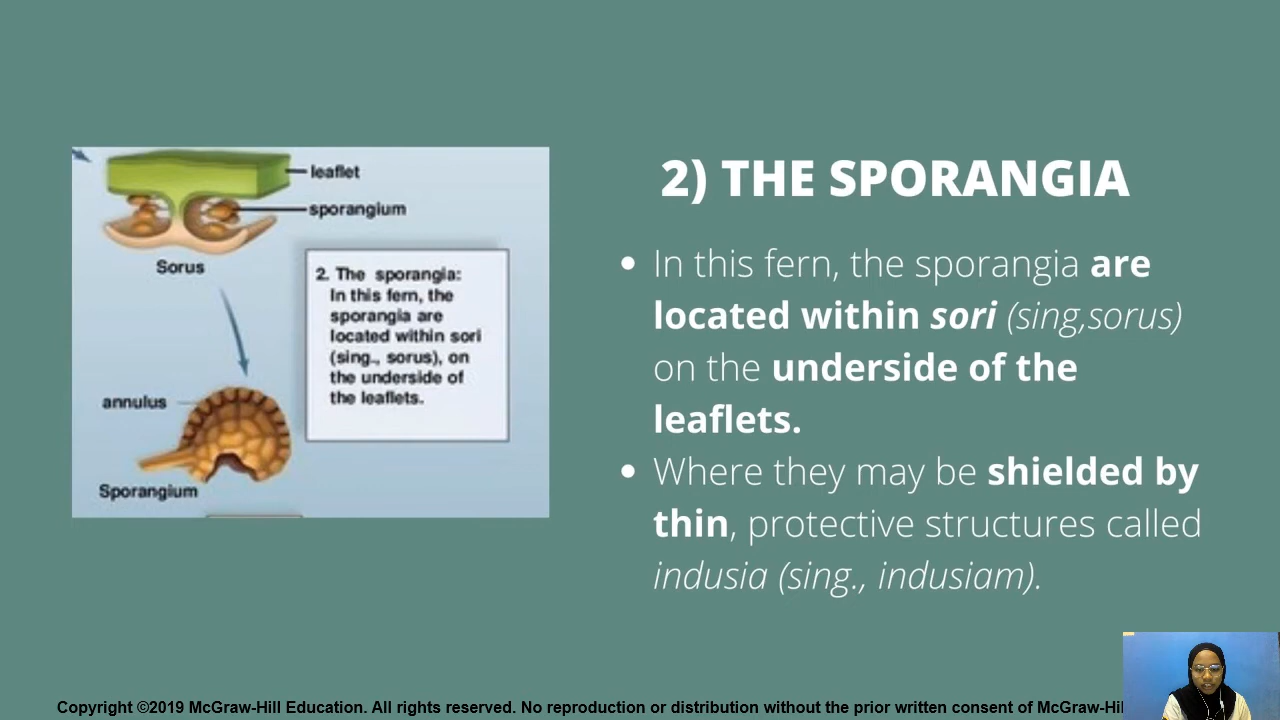 leaflet
sporangium
Sorus
2. The sporangia:
In this fern, the
sporangia are
located within sori
(sing., sorus), on
the underside of
the leaflets.
annulus
Sporangium
2) THE SPORANGIA
• In this fern, the sporangia are
located within sori (sing,sorus)
on the underside of the
leaflets.
• Where they may be shielded by
thin, protective structures called
indusia (sing., indusiam).
Copyright ©2019 McGraw-Hill Education. All rights reserved. No reproduction or distribution without the prior written consent of McGraw-Hil